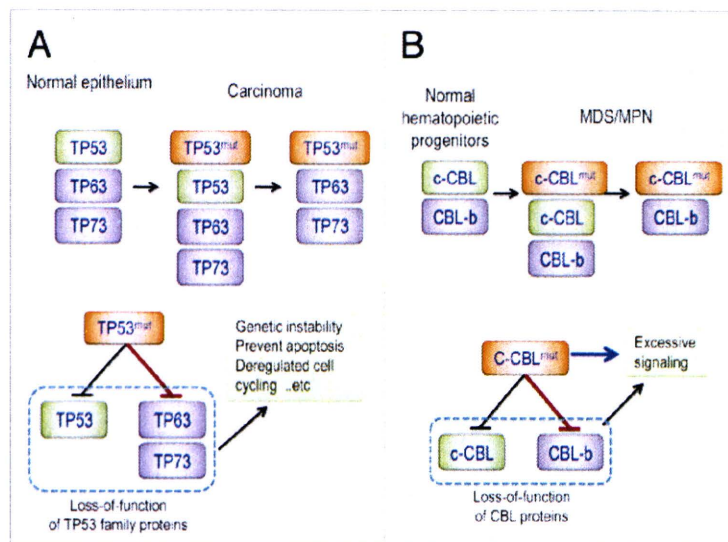 A
Normal epithelium
Carcinoma
TP53
TP63
TP73
TP53mut
TP53
TP63
TP73
TP53mut
TP63
TP73
TP53mut
TP53
TP63
TP73
Genetic instability
Prevent apoptosis
Deregulated cell
cycling ..etc
Loss-of-function
of TP53 family proteins
B
Normal
hematopoietic
progenitors
MDS/MPN
c-CBL
CBL-b
c-CBLmut
c-CBL
CBL-b
c-CBLmut
CBL-b
C-CBLmut
c-CBL
CBL-b
Excessive
signaling
Loss-of-function
of CBL proteins